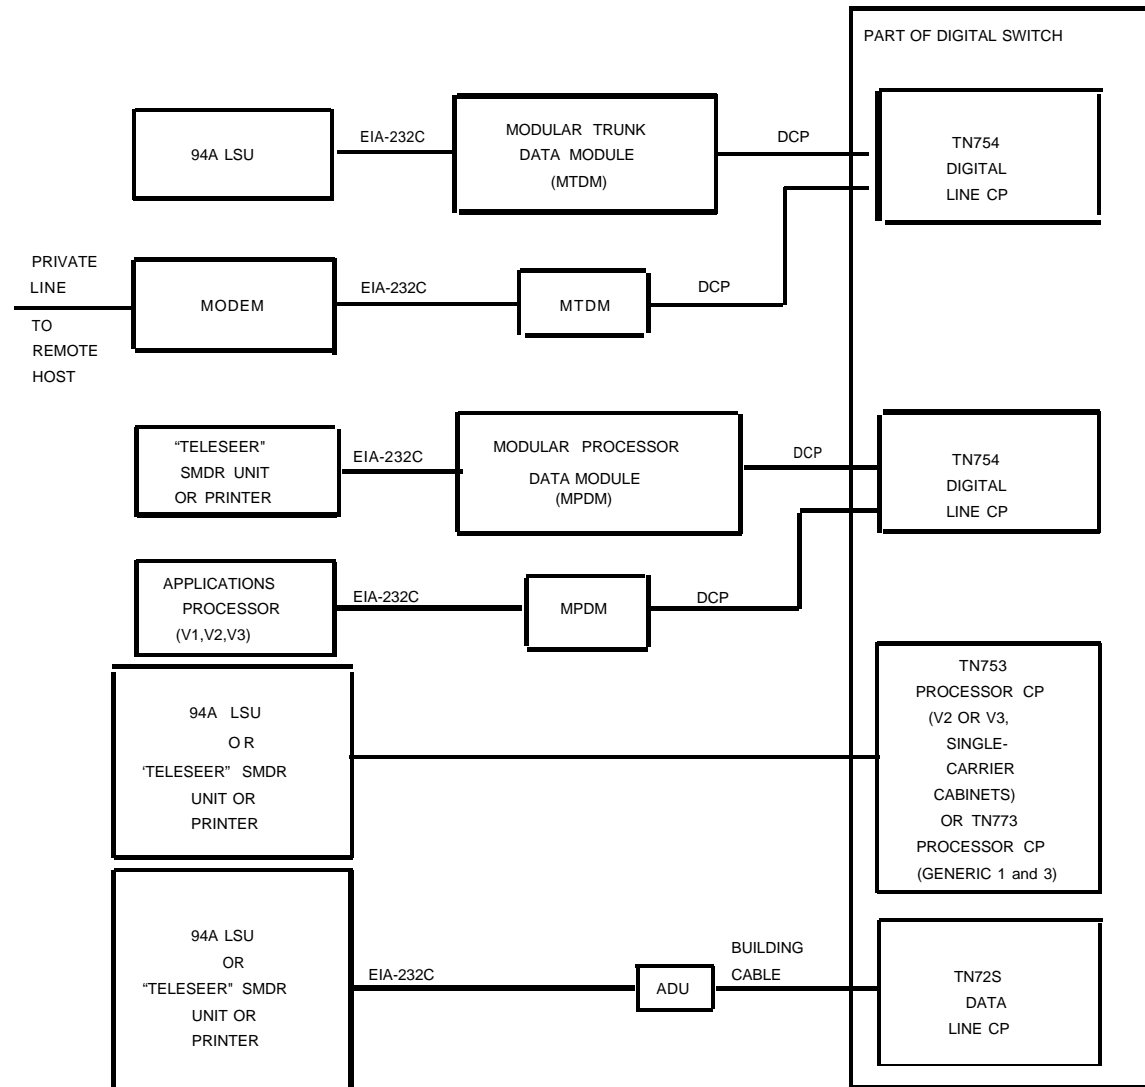 PART OF DIGITAL SWITCH
94A LSU
EIA-232C
MODULAR TRUNK
DATA MODULE
(MTDM)
DCP
TN754
DIGITAL
LINE CP
PRIVATE
LINE
TO
REMOTE
HOST
MODEM
EIA-232C
MTDM
DCP
“TELESEER"
SMDR UNIT
OR PRINTER
EIA-232C
MODULAR PROCESSOR
DATA MODULE
(MPDM)
DCP
TN754
DIGITAL
LINE CP
APPLICATIONS
PROCESSOR
(V1,V2,V3)
EIA-232C
MPDM
DCP
94A LSU
OR
‘TELESEER” SMDR
UNIT OR
PRINTER
TN753
PROCESSOR CP
(V2 OR V3,
SINGLE-
CARRIER
CABINETS)
OR TN773
PROCESSOR CP
(GENERIC 1 and 3)
94A LSU
OR
“TELESEER" SMDR
UNIT OR
PRINTER
EIA-232C
ADU
BUILDING
CABLE
TN72S
DATA
LINE CP